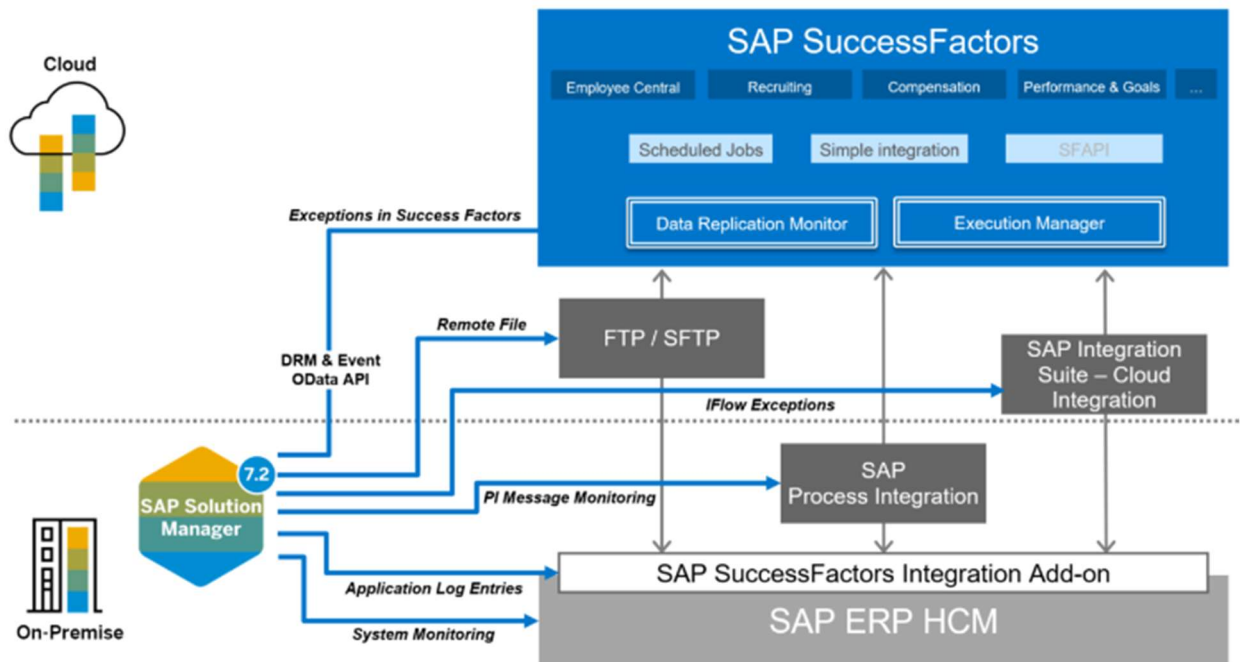 SAP SuccessFactors
Cloud
Employee Central
Recruiting
Compensation
Performance & Goals
...
Scheduled Jobs
Simple integration
SFAPI
Exceptions in Success Factors
Data Replication Monitor
Execution Manager
Remote File
FTP / SFTP
DRM & Event
OData API
SAP Integration
Suite – Cloud
Integration
IFlow Exceptions
7.2
SAP Solution
Manager
PI Message Monitoring
SAP
Process Integration
Application Log Entries
SAP SuccessFactors Integration Add-on
On-Premise
System Monitoring
SAP ERP HCM